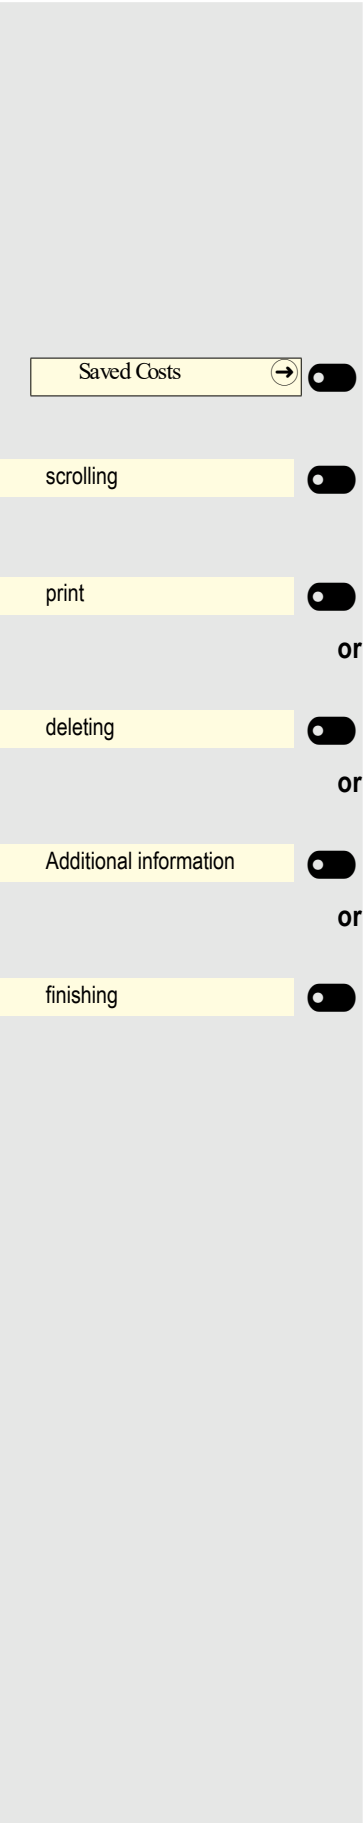 Saved Costs
scrolling
print
or
deleting
or
Additional information
or
finishing